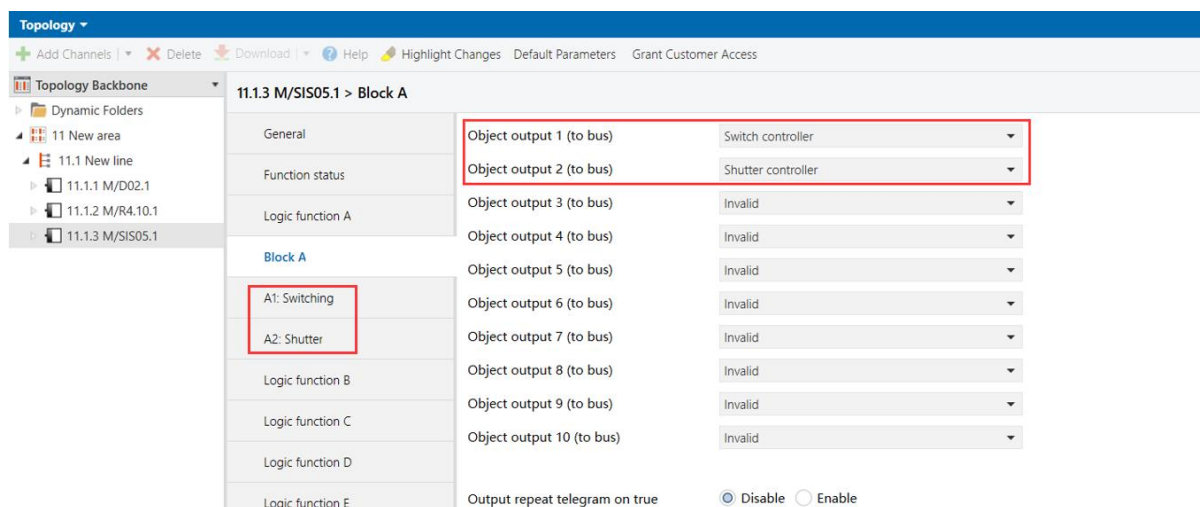 Topology
Add Channels Delete Download Help Highlight Changes Default Parameters Grant Customer Access
Topology Backbone
Dynamic Folders
11 New area
11.1 New line
11.1.1 M/D02.1
11.1.2 M/R4.10.1
11.1.3 M/SIS05.1
11.1.3 M/SIS05.1 > Block A
General
Function status
Logic function A
Block A
A1: Switching
A2: Shutter
Logic function B
Logic function C
Logic function D
Logic function E
Object output 1 (to bus) Switch controller
Object output 2 (to bus) Shutter controller
Object output 3 (to bus) Invalid
Object output 4 (to bus) Invalid
Object output 5 (to bus) Invalid
Object output 6 (to bus) Invalid
Object output 7 (to bus) Invalid
Object output 8 (to bus) Invalid
Object output 9 (to bus) Invalid
Object output 10 (to bus) Invalid
Output repeat telegram on true Disable Enable